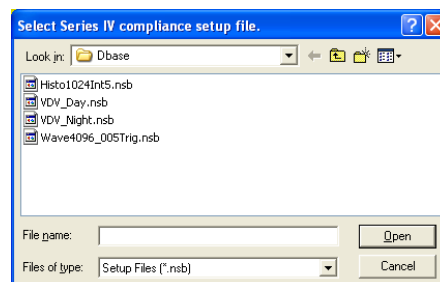 Select Series IV compliance setup file.
Look in: Dbase
Histo1024Int5.nsb
VDV_Day.nsb
VDV_Night.nsb
Wave4096_005Trig.nsb
File name: Open
Files of type: Setup Files (*.nsb) Cancel